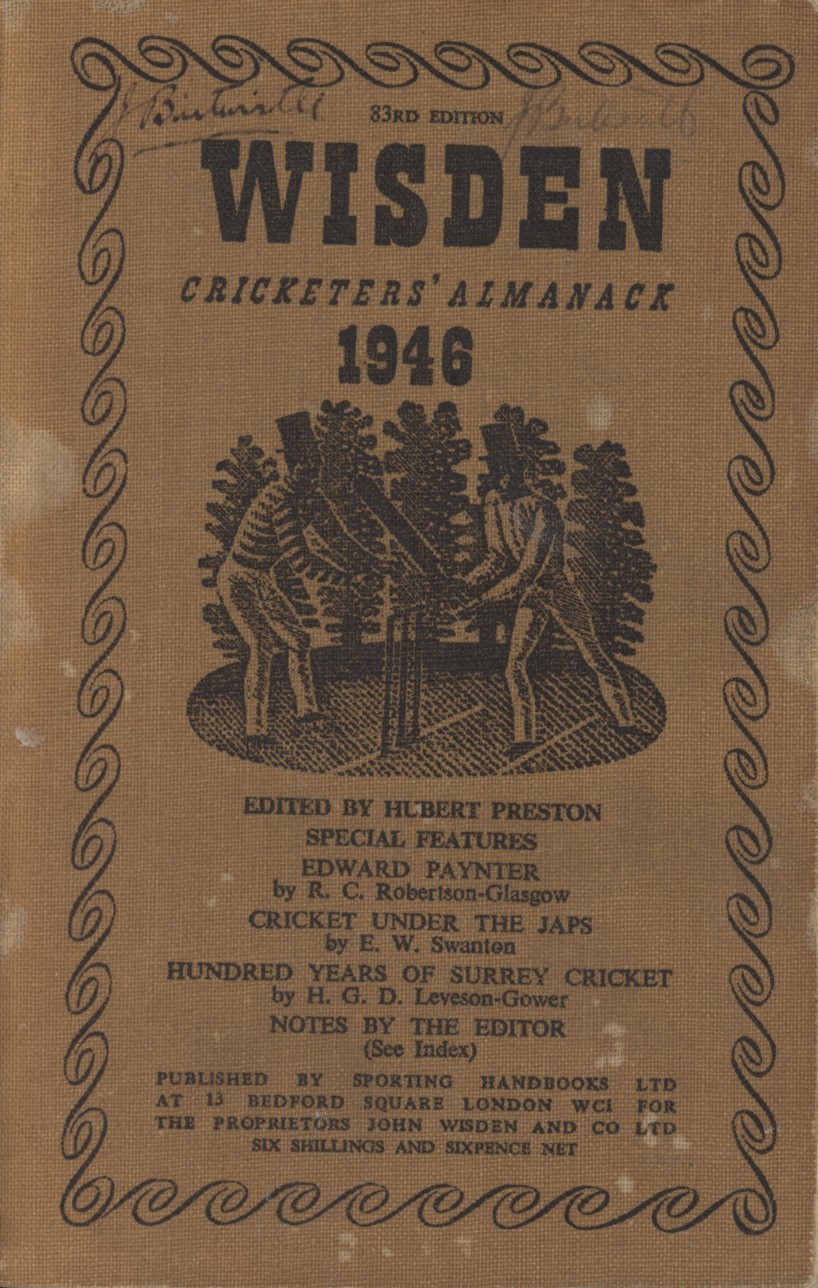 J Birtwistle
83RD EDITION
WISDEN
CRICKETERS' ALMANACK
1946
EDITED BY HUBERT PRESTON
SPECIAL FEATURES
EDWARD PAYNTER
by R. C. Robertson-Glasgow
CRICKET UNDER THE JAPS
by E. W. Swanton
HUNDRED YEARS OF SURREY CRICKET
by H. G. D. Leveson-Gower
NOTES BY THE EDITOR
(See Index)
PUBLISHED BY SPORTING HANDBOOKS LTD
AT 13 BEDFORD SQUARE LONDON WC1 FOR
THE PROPRIETORS JOHN WISDEN AND CO LTD
SIX SHILLINGS AND SIXPENCE NET